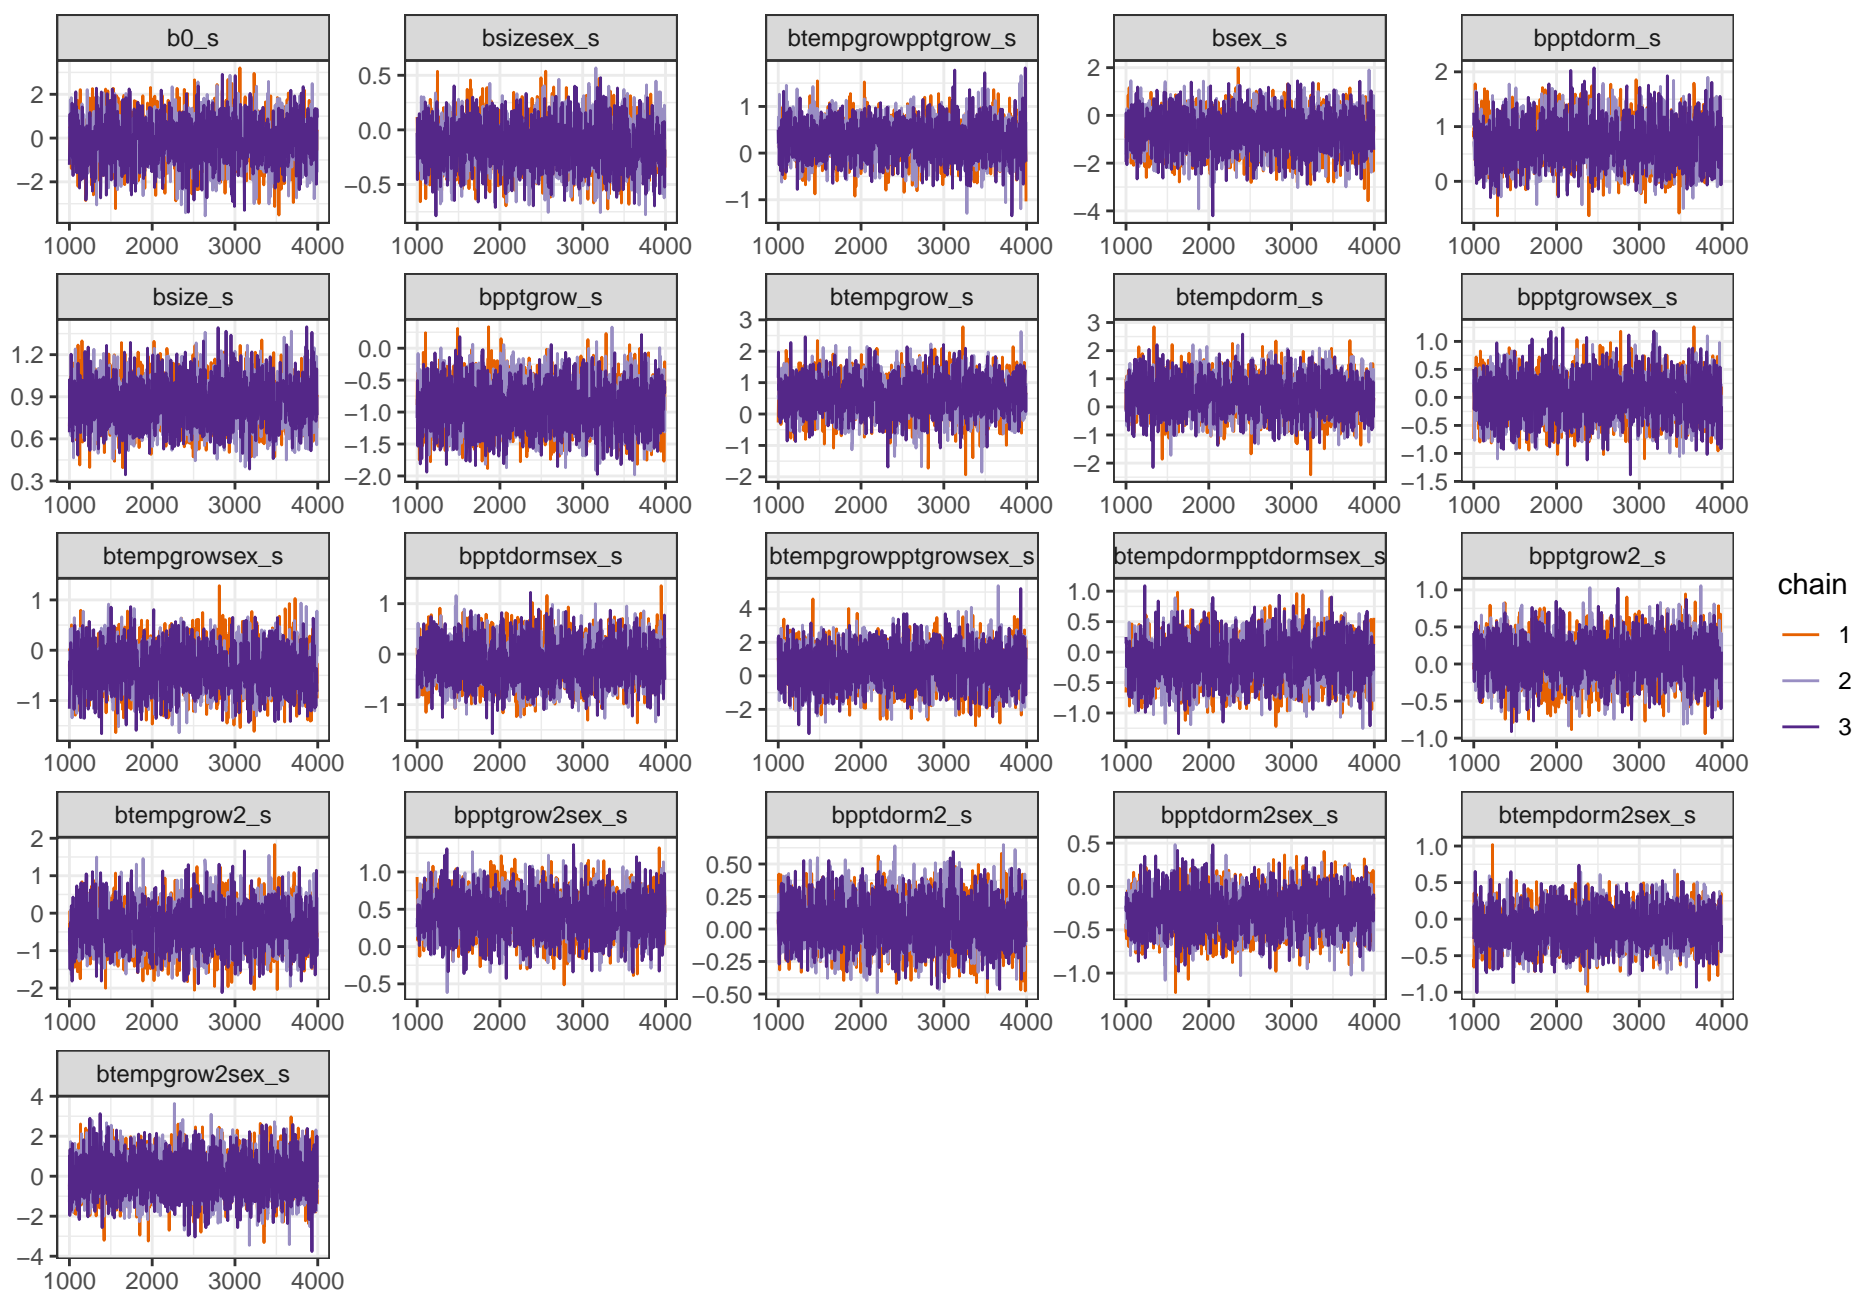 b0_s bsizesex_s btempgrowpptgrow_s bsex_s bpptdorm_s
2 0 −2
0.5 0.0 −0.5
1 0 −1
2 0 −2 −4
2 1 0
1000 2000 3000 4000 1000 2000 3000 4000 1000 2000 3000 4000 1000 2000 3000 4000 1000 2000 3000 4000
bsize_s bpptgrow_s btempgrow_s btempdorm_s bpptgrowsex_s
1.2 0.9 0.6 0.3
0.0 −0.5 −1.0 −1.5 −2.0
3 2 1 0 −1 −2
3 2 1 0 −1 −2
1.0 0.5 0.0 −0.5 −1.0 −1.5
1000 2000 3000 4000 1000 2000 3000 4000 1000 2000 3000 4000 1000 2000 3000 4000 1000 2000 3000 4000
btempgrowsex_s bpptdormsex_s btempgrowpptgrowsex_s btempdormpptdormsex_s bpptgrow2_s
1 0 −1
1 0 −1
4 2 0 −2
1.0 0.5 0.0 −0.5 −1.0
1.0 0.5 0.0 −0.5 −1.0
1000 2000 3000 4000 1000 2000 3000 4000 1000 2000 3000 4000 1000 2000 3000 4000 1000 2000 3000 4000
btempgrow2_s bpptgrow2sex_s bpptdorm2_s bpptdorm2sex_s btempdorm2sex_s
2 1 0 −1 −2
1.0 0.5 0.0 −0.5
0.50 0.25 0.00 −0.25 −0.50
0.5 0.0 −0.5 −1.0
1.0 0.5 0.0 −0.5 −1.0
1000 2000 3000 4000 1000 2000 3000 4000 1000 2000 3000 4000 1000 2000 3000 4000 1000 2000 3000 4000
btempgrow2sex_s
4 2 0 −2 −4
1000 2000 3000 4000
chain
1
2
3